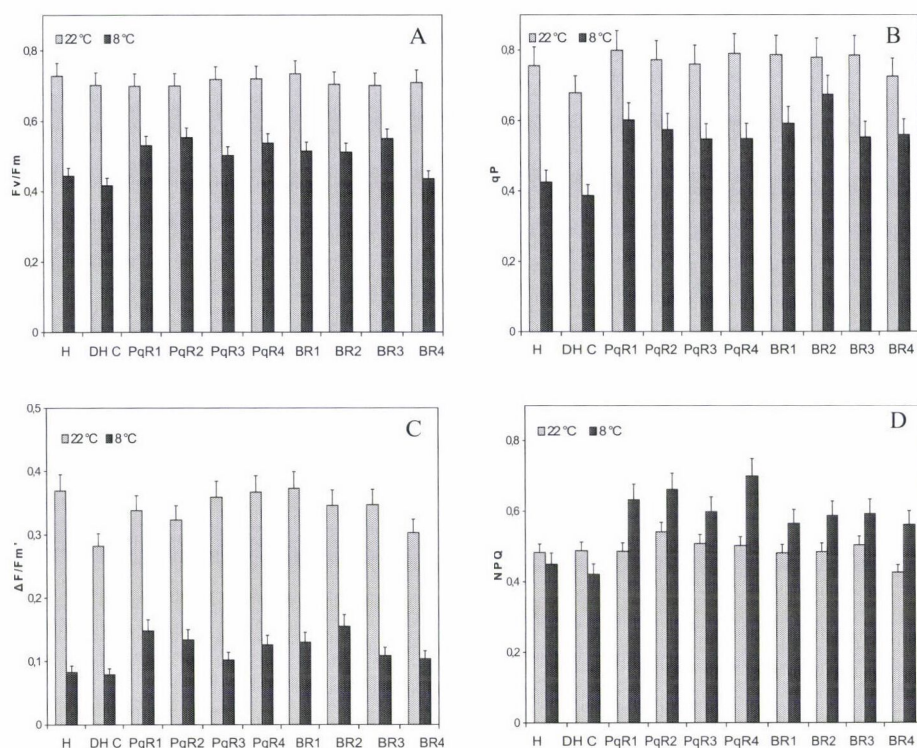 22°C 8°C A
0,8
0,6
0,4
0,2
0
Fv/Fm
H DH C PqR1 PqR2 PqR3 PqR4 BR1 BR2 BR3 BR4
22°C 8°C B
0,8
0,6
0,4
0,2
0
qP
H DH C PqR1 PqR2 PqR3 PqR4 BR1 BR2 BR3 BR4
0,5
22°C 8°C C
0,4
0,3
0,2
0,1
0
ΔF/Fm'
H DH C PqR1 PqR2 PqR3 PqR4 BR1 BR2 BR3 BR4
22°C 8°C D
0,8
0,6
0,4
0,2
0
NPQ
H DH C PqR1 PqR2 PqR3 PqR4 BR1 BR2 BR3 BR4